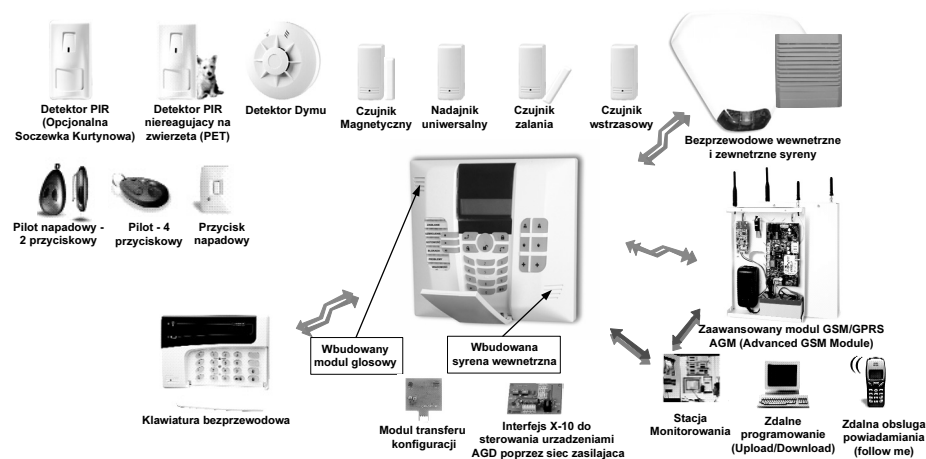 Detektor PIR
(Opcjonalna
Soczewka Kurtynowa)
Detektor PIR
niereagujacy na
zwierzeta (PET)
Detektor Dymu
Czujnik
Magnetyczny
Nadajnik
uniwersalny
Czujnik
zalania
Czujnik
wstrzasowy
Bezprzewodowe wewnetrzne
i zewnetrzne syreny
Pilot napadowy -
2 przyciskowy
Pilot - 4
przyciskowy
Przycisk
napadowy
Zaawansowany modul GSM/GPRS
AGM (Advanced GSM Module)
Wbudowany
modul glosowy
Wbudowana
syrena wewnetrzna
Klawiatura bezprzewodowa
Modul transferu
konfiguracji
Interfejs X-10 do
sterowania urzadzeniami
AGD poprzez siec zasilajaca
Stacja
Monitorowania
Zdalne
programowanie
(Upload/Download)
Zdalna obsluga
powiadamiania
(follow me)